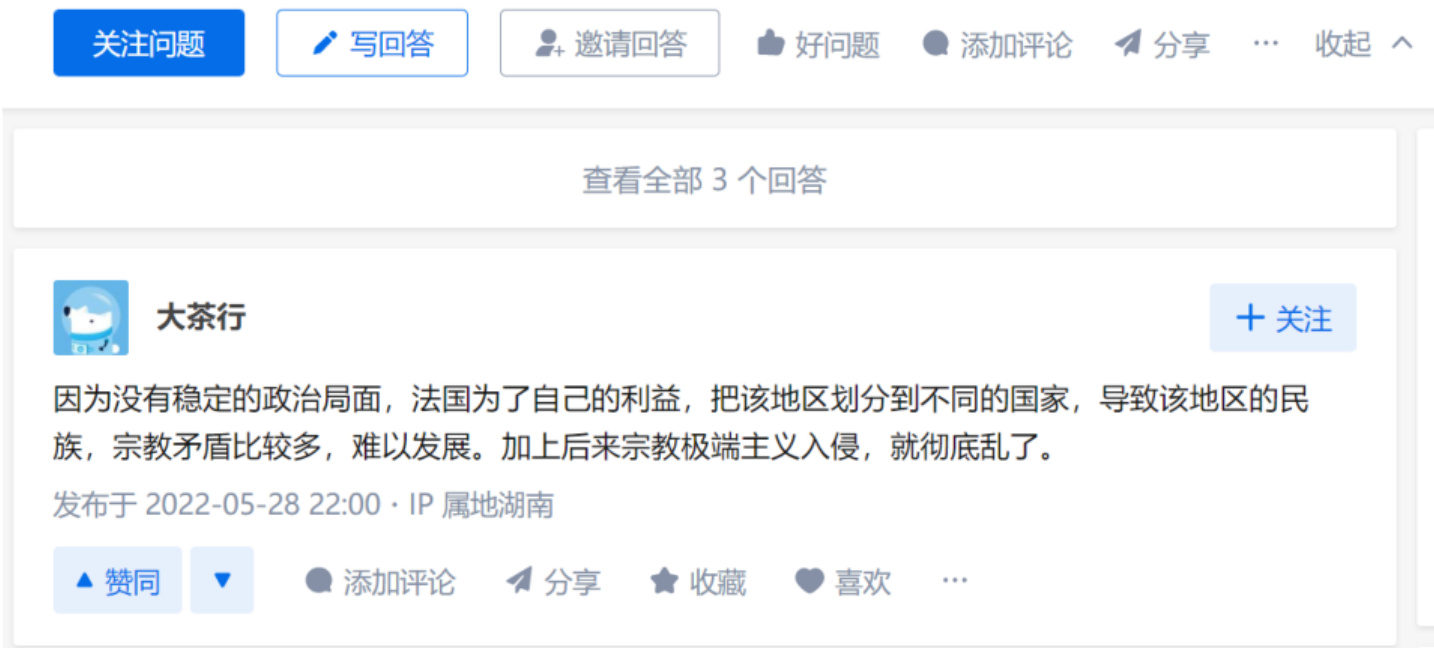 关注问题 写回答 邀请回答 好问题 添加评论 分享 ··· 收起
查看全部 3 个回答
大茶行
+ 关注
因为没有稳定的政治局面，法国为了自己的利益，把该地区划分到不同的国家，导致该地区的民
族，宗教矛盾比较多，难以发展。加上后来宗教极端主义入侵，就彻底乱了。
发布于 2022-05-28 22:00 · IP 属地湖南
赞同 添加评论 分享 收藏 喜欢 ···